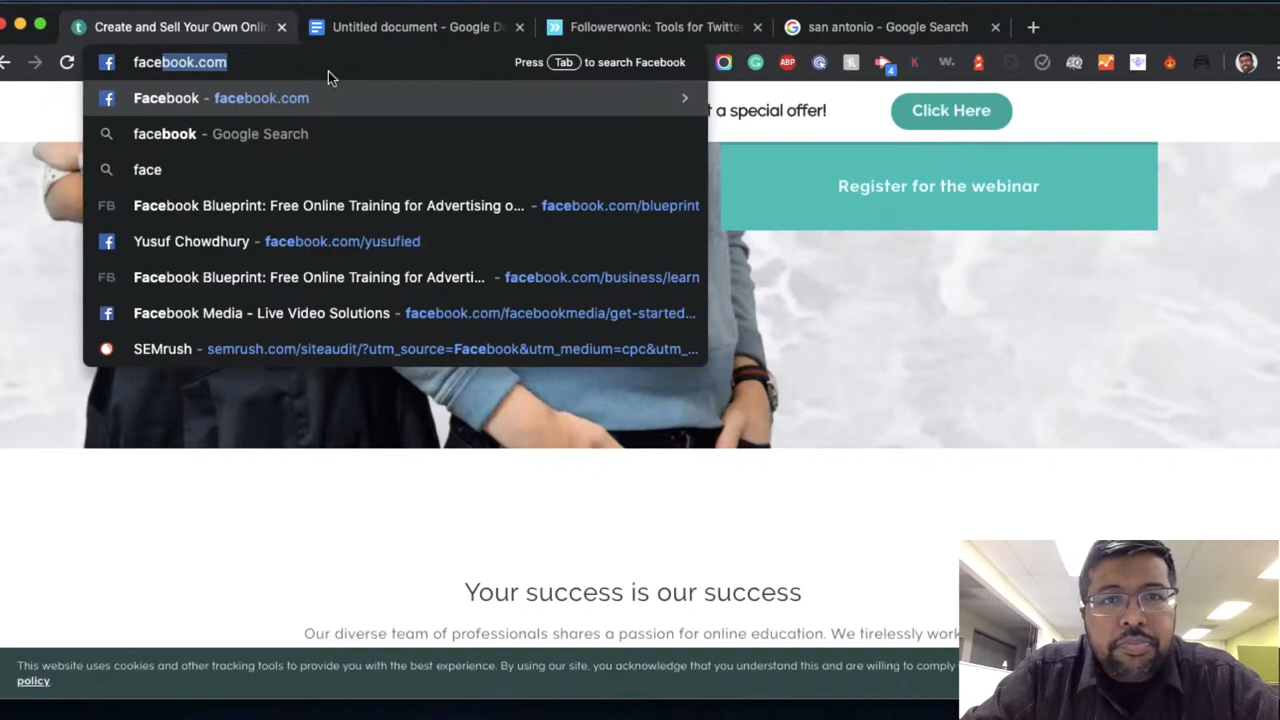 Create and Sell Your Own Onlin
Untitled document - Google D
Followerwonk: Tools for Twitte
san antonio - Google Search
facebook.com
Press Tab to search Facebook
ABP
4
K
w.
Facebook - facebook.com
facebook - Google Search
face
FB Facebook Blueprint: Free Online Training for Advertising o... - facebook.com/blueprint
Yusuf Chowdhury - facebook.com/yusufied
FB Facebook Blueprint: Free Online Training for Adverti... - facebook.com/business/learn
Facebook Media - Live Video Solutions - facebook.com/facebookmedia/get-started...
SEMrush - semrush.com/siteaudit/?utm_source=Facebook&utm_medium=cpc&utm_...
t a special offer!
Click Here
Register for the webinar
Your success is our success
Our diverse team of professionals shares a passion for online education. We tirelessly work
This website uses cookies and other tracking tools to provide you with the best experience. By using our site, you acknowledge that you understand this and are willing to comply
policy.